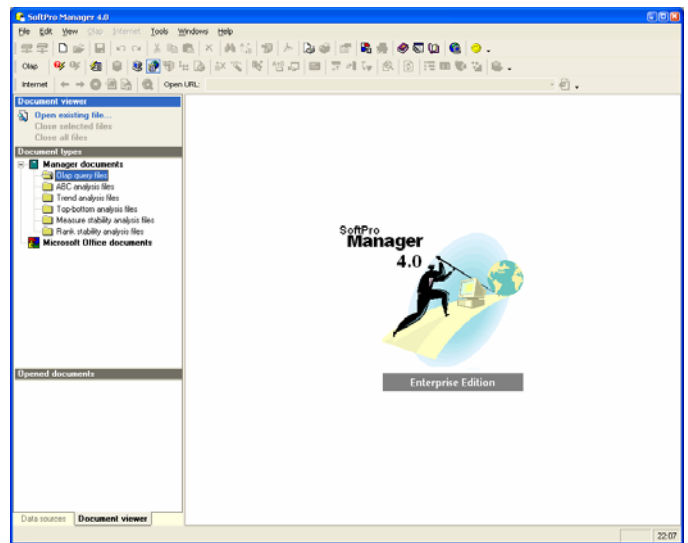 SoftPro Manager 4.0
File Edit View Olap Internet Tools Windows Help
Olap
Internet Open URL:
Document viewer
Open existing file...
Close selected files
Close all files
Document types
Manager documents
Olap query files
ABC analysis files
Trend analysis files
Top-bottom analysis files
Measure stability analysis files
Rank stability analysis files
Microsoft Office documents
SoftPro
Manager
4.0
Enterprise Edition
Opened documents
Data sources Document viewer
22:07